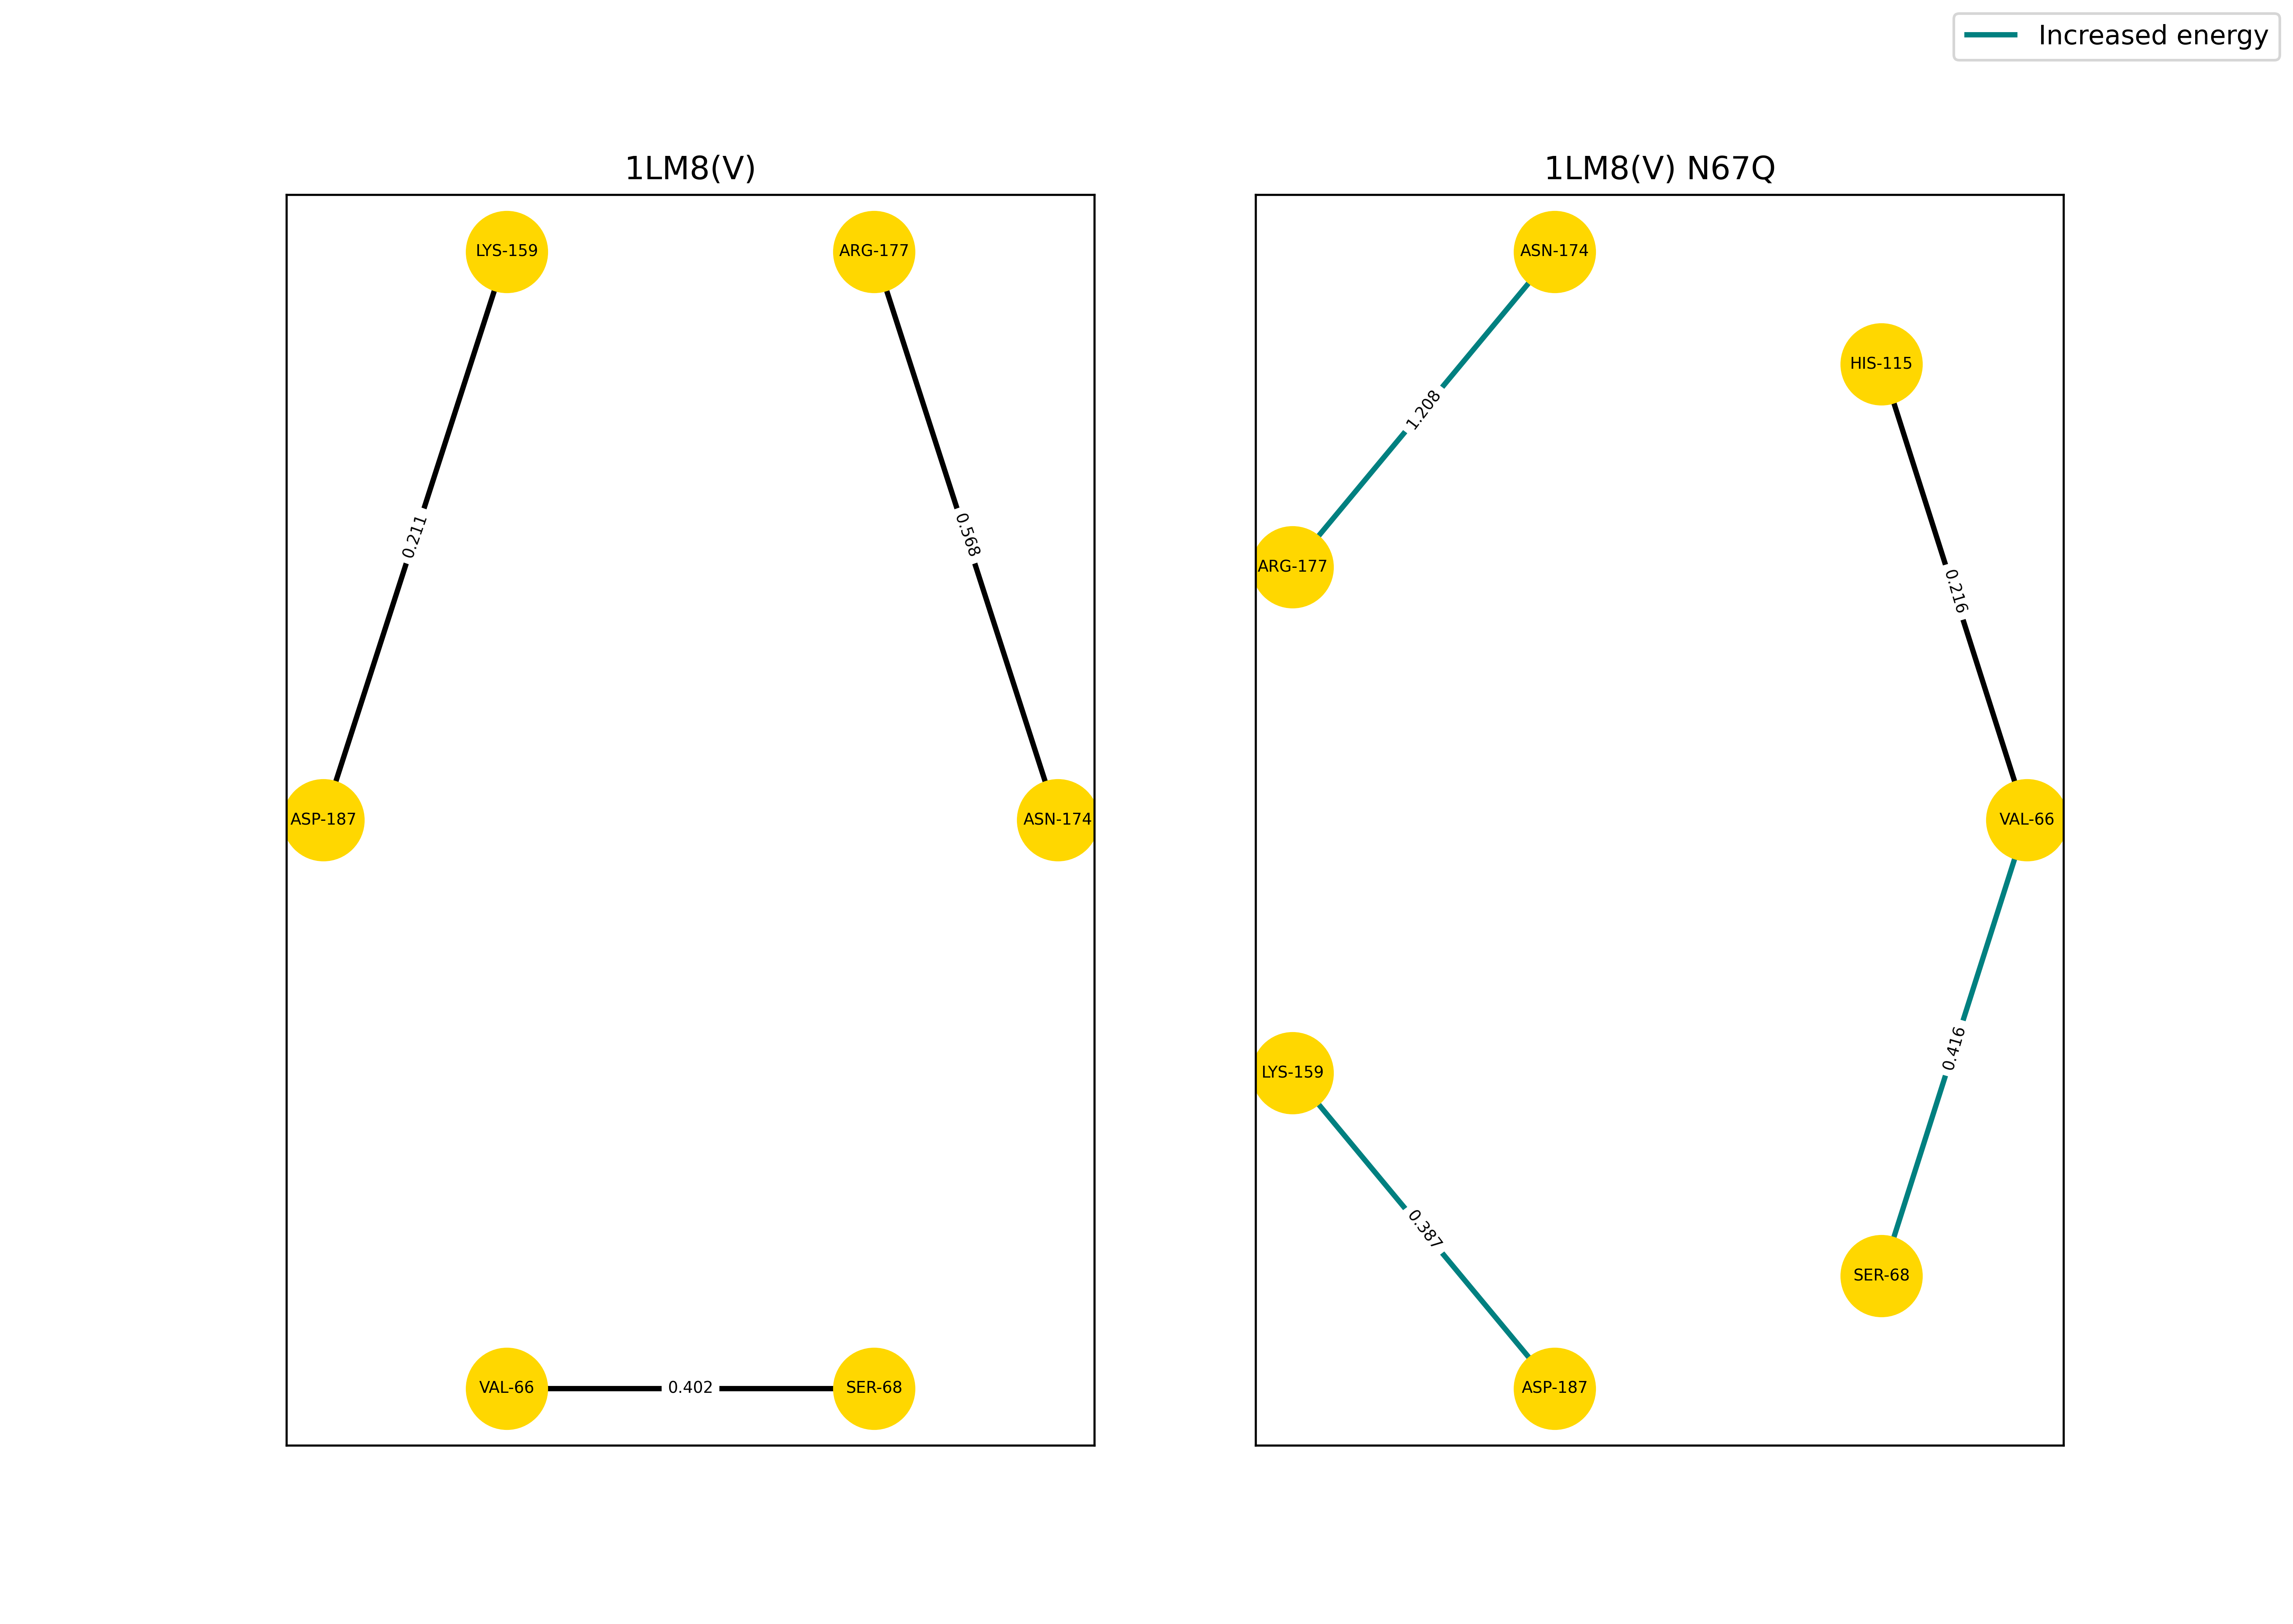 Increased energy
1LM8(V)
LYS-159
ARG-177
0.211
0.568
ASP-187
ASN-174
VAL-66
0.402
SER-68
1LM8(V) N67Q
ASN-174
HIS-115
1.208
ARG-177
0.216
VAL-66
0.416
LYS-159
0.387
SER-68
ASP-187